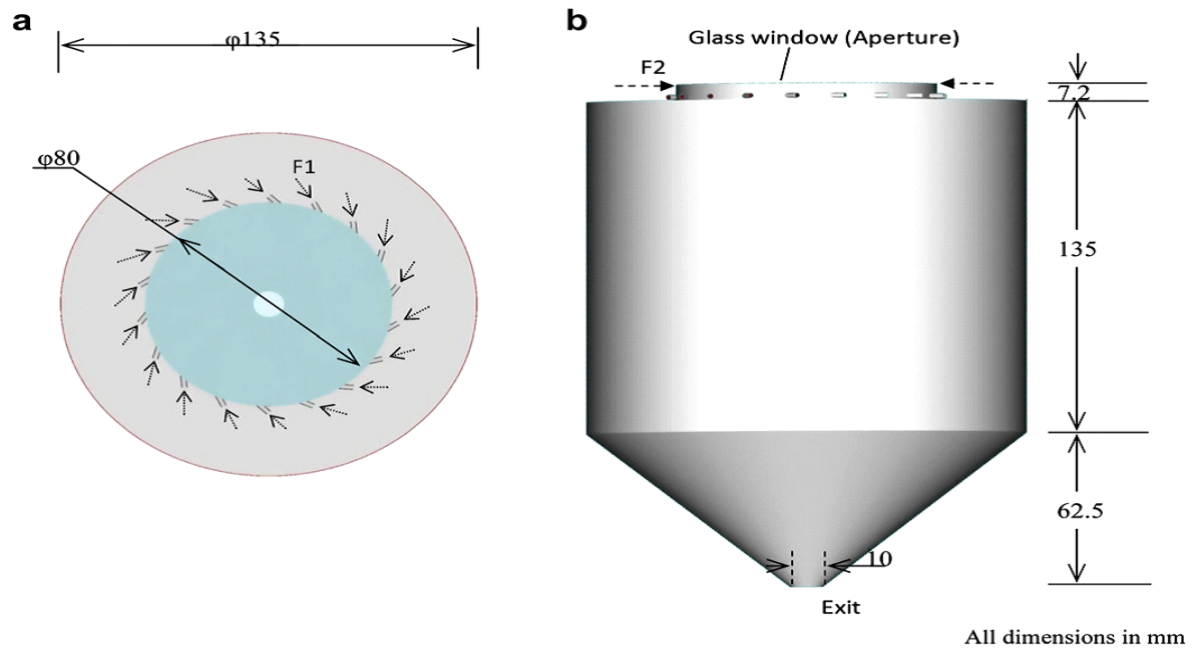 a
φ135
φ80
F1
b
Glass window (Aperture)
F2
7.2
135
62.5
10
Exit
All dimensions in mm